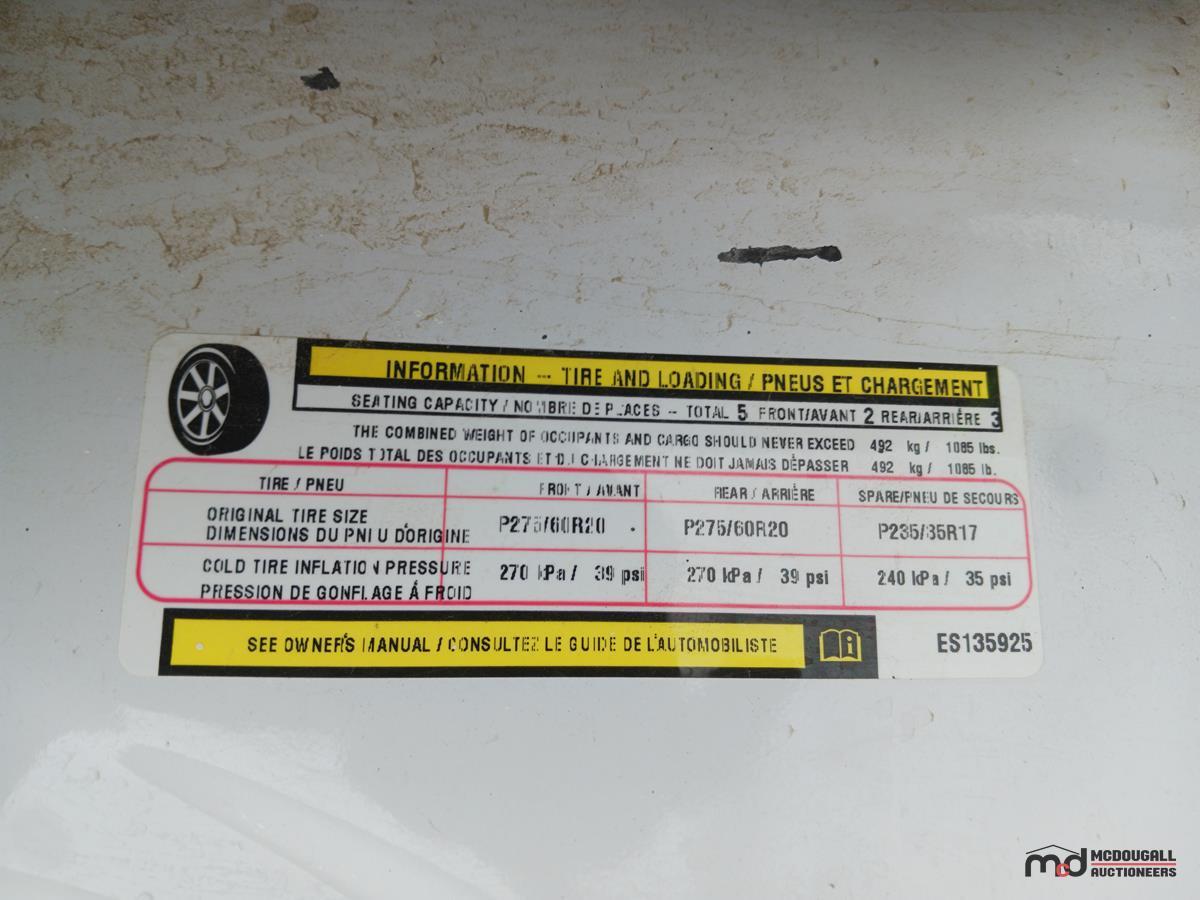 INFORMATION -- TIRE AND LOADING / PNEUS ET CHARGEMENT
SEATING CAPACITY / NOMBRE DE PLACES -- TOTAL 5 FRONT/AVANT 2 REAR/ARRIÈRE 3
THE COMBINED WEIGHT OF OCCUPANTS AND CARGO SHOULD NEVER EXCEED 492 kg / 1085 lbs.
LE POIDS TOTAL DES OCCUPANTS ET DU CHARGEMENT NE DOIT JAMAIS DÉPASSER 492 kg / 1085 lb.
TIRE / PNEU FRONT / AVANT REAR / ARRIÈRE SPARE/PNEU DE SECOURS
ORIGINAL TIRE SIZE
DIMENSIONS DU PNEU D'ORIGINE P275/60R20 P275/60R20 P235/85R17
COLD TIRE INFLATION PRESSURE
PRESSION DE GONFLAGE À FROID 270 kPa / 39 psi 270 kPa / 39 psi 240 kPa / 35 psi
SEE OWNER'S MANUAL / CONSULTEZ LE GUIDE DE L'AUTOMOBILISTE
ES135925
mcd MCDOUGALL
AUCTIONEERS